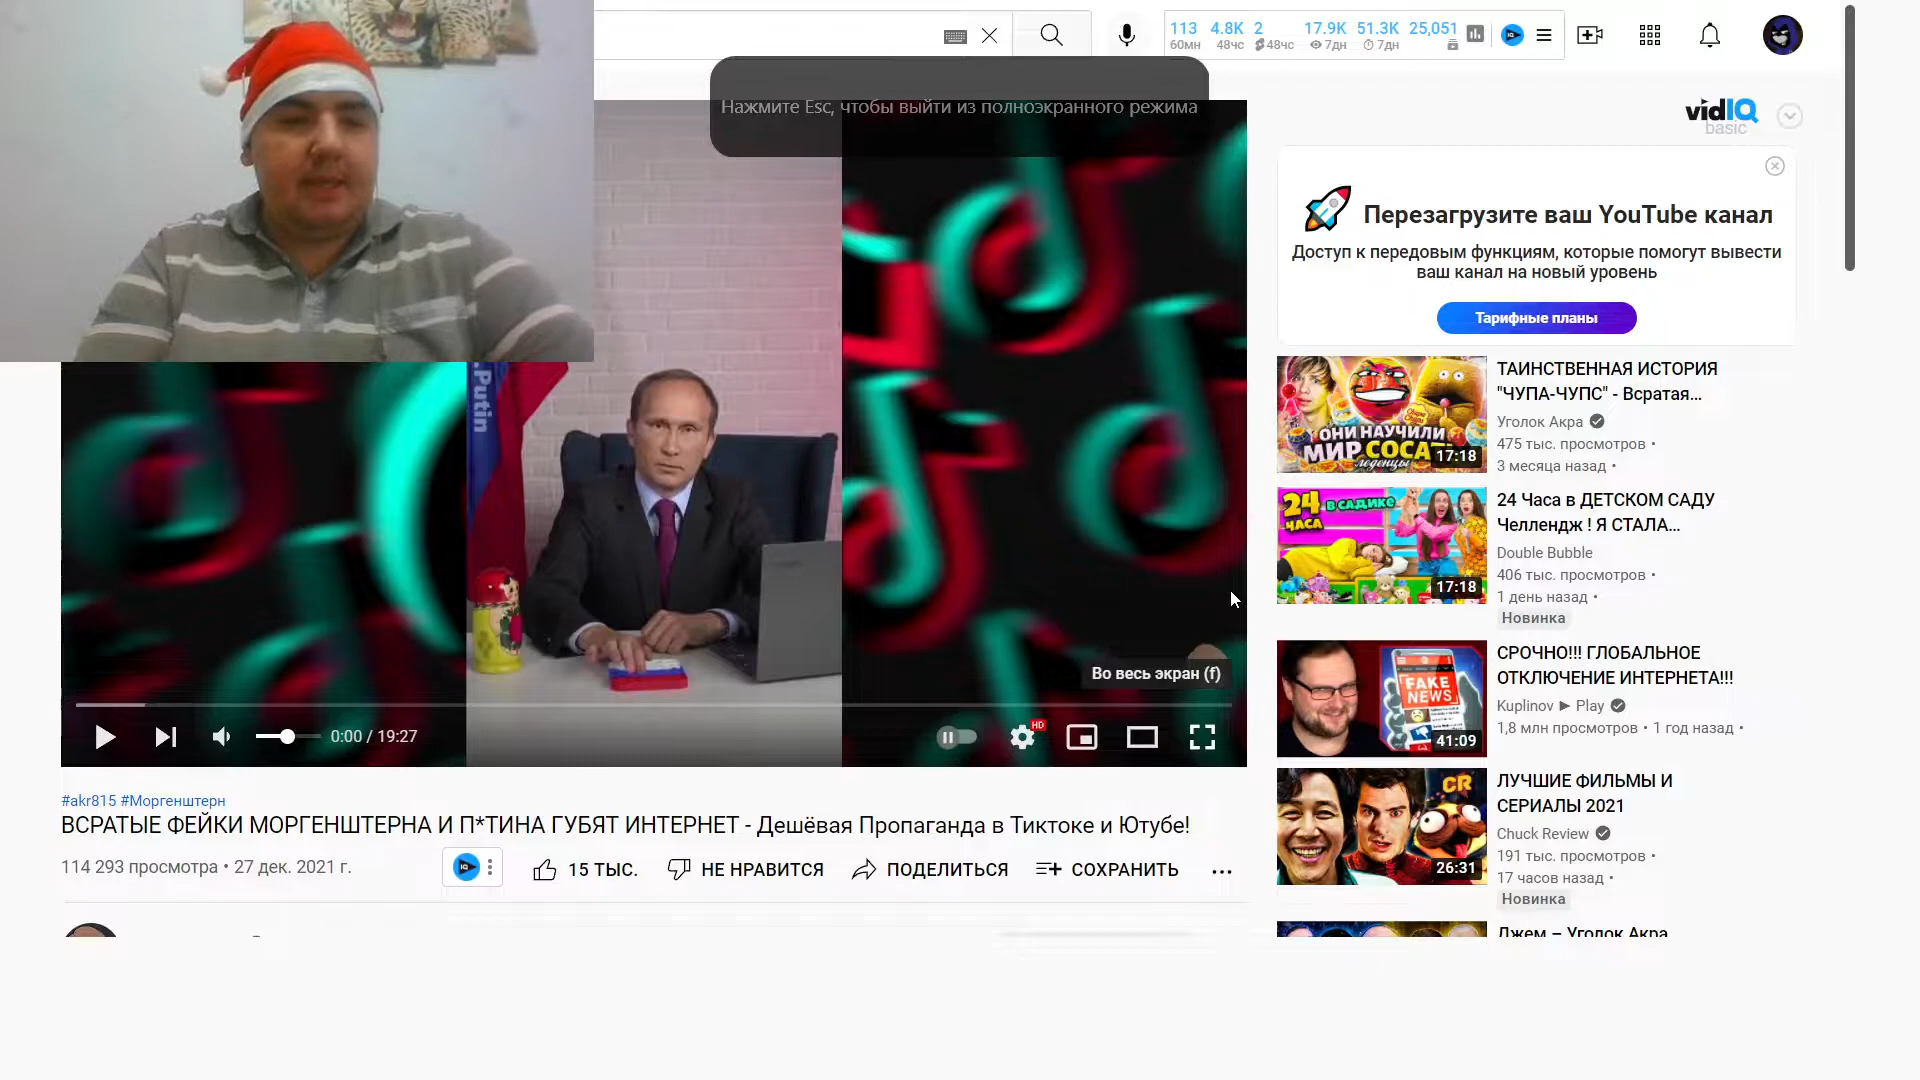 113 4.8K 2 17.9K 51.3K 25,051
60мн 48чс 48чс 7дн 7дн
Нажмите Esc, чтобы выйти из полноэкранного режима
vidIQ
basic
Перезагрузите ваш YouTube канал
Доступ к передовым функциям, которые помогут вывести
ваш канал на новый уровень
Тарифные планы
.Putin
Во весь экран (f)
0:00 / 19:27
HD
#akr815 #Моргенштерн
ВСРАТЫЕ ФЕЙКИ МОРГЕНШТЕРНА И П*ТИНА ГУБЯТ ИНТЕРНЕТ - Дешёвая Пропаганда в Тиктоке и Ютубе!
114 293 просмотра • 27 дек. 2021 г.
15 ТЫС. НЕ НРАВИТСЯ ПОДЕЛИТЬСЯ СОХРАНИТЬ
ОНИ НАУЧИЛИ
МИР СОСАТ
леденцы
17:18
ТАИНСТВЕННАЯ ИСТОРИЯ
"ЧУПА-ЧУПС" - Всратая...
Уголок Акра
475 тыс. просмотров •
3 месяца назад •
24 В САДИКЕ
ЧАСА
17:18
24 Часа в ДЕТСКОМ САДУ
Челлендж ! Я СТАЛА...
Double Bubble
406 тыс. просмотров •
1 день назад •
Новинка
FAKE
NEWS
41:09
СРОЧНО!!! ГЛОБАЛЬНОЕ
ОТКЛЮЧЕНИЕ ИНТЕРНЕТА!!!
Kuplinov ► Play
1,8 млн просмотров • 1 год назад •
CR
26:31
ЛУЧШИЕ ФИЛЬМЫ И
СЕРИАЛЫ 2021
Chuck Review
191 тыс. просмотров •
17 часов назад •
Новинка
Джем – Уголок Акра